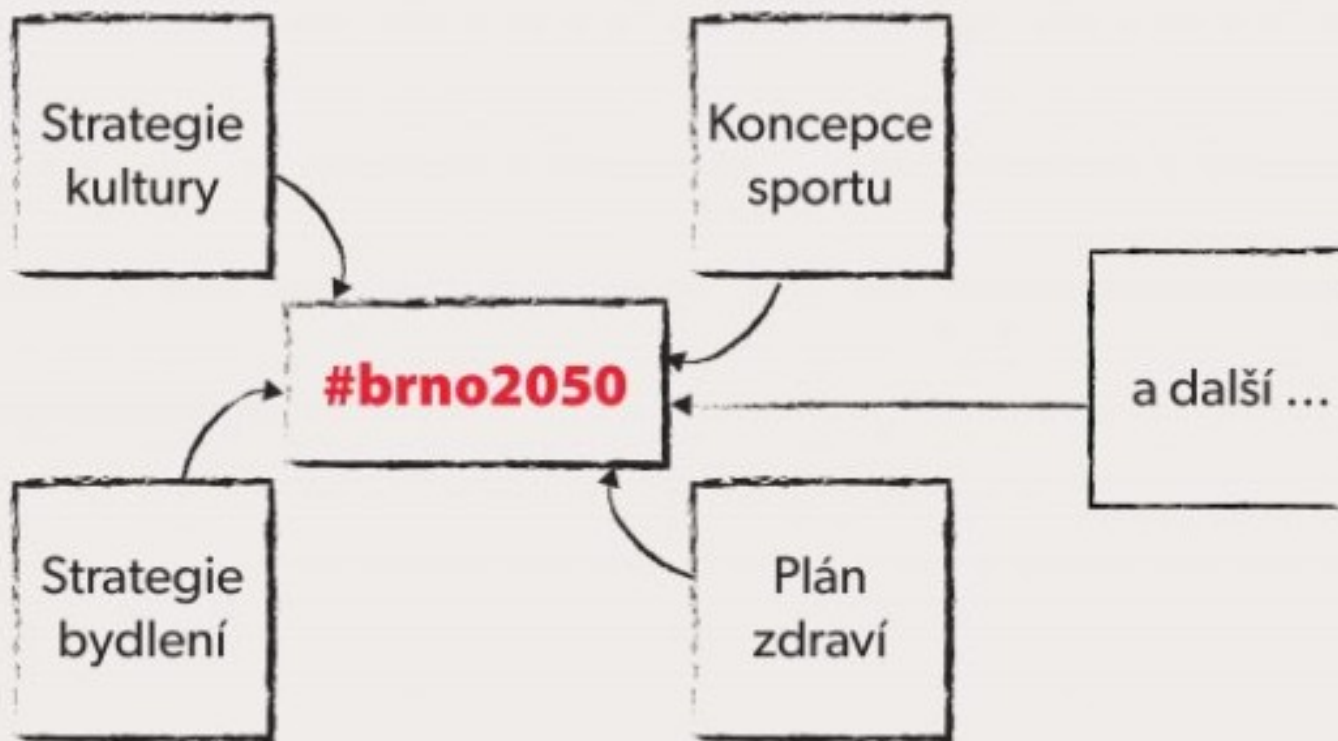 Strategie
kultury
Koncepce
sportu
#brno2050
a další ...
Strategie
bydlení
Plán
zdraví